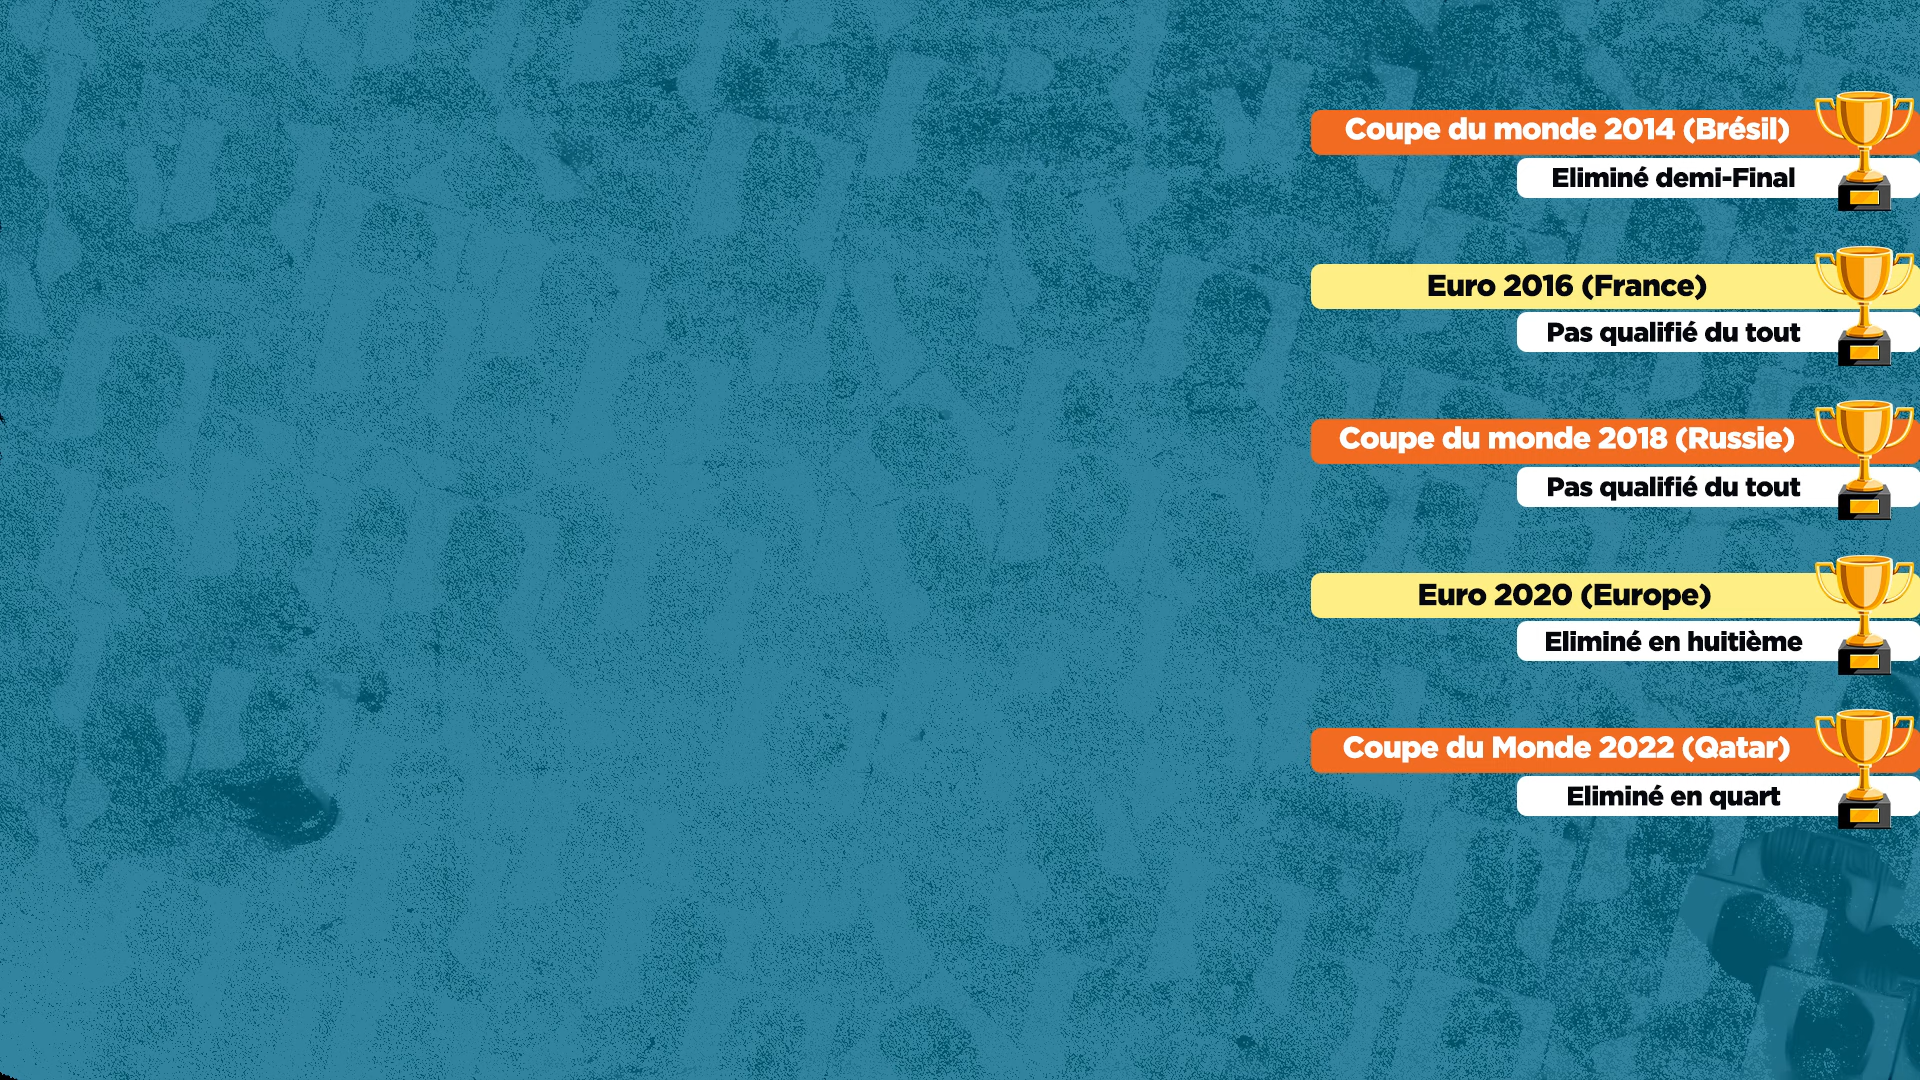 Coupe du monde 2014 (Brésil)
Eliminé demi-Final
Euro 2016 (France)
Pas qualifié du tout
Coupe du monde 2018 (Russie)
Pas qualifié du tout
Euro 2020 (Europe)
Eliminé en huitième
Coupe du Monde 2022 (Qatar)
Eliminé en quart